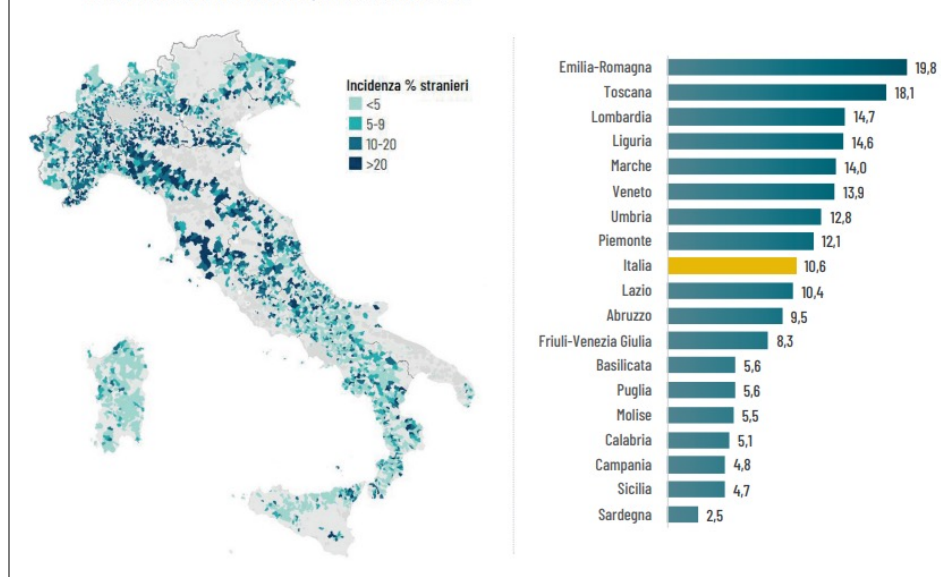 Incidenza % stranieri
<5
5-9
10-20
>20
Emilia-Romagna 19,8
Toscana 18,1
Lombardia 14,7
Liguria 14,6
Marche 14,0
Veneto 13,9
Umbria 12,8
Piemonte 12,1
Italia 10,6
Lazio 10,4
Abruzzo 9,5
Friuli-Venezia Giulia 8,3
Basilicata 5,6
Puglia 5,6
Molise 5,5
Calabria 5,1
Campania 4,8
Sicilia 4,7
Sardegna 2,5